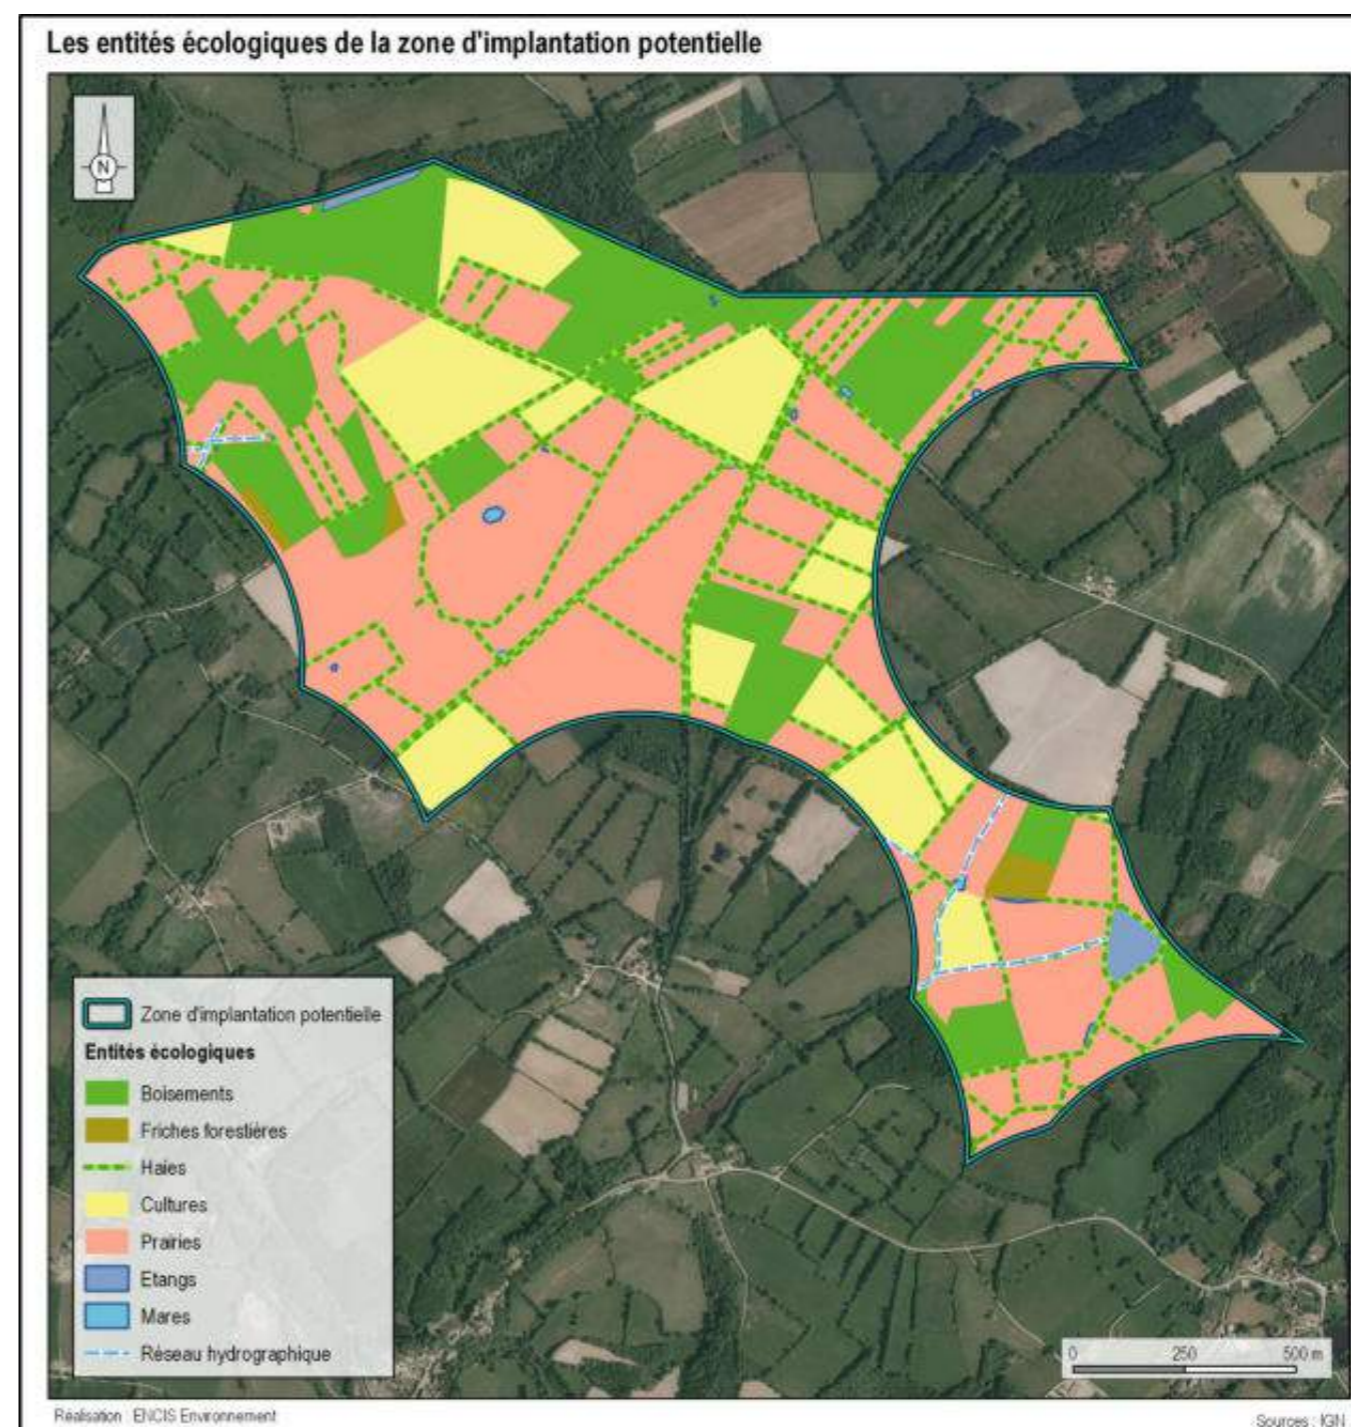 Les entités écologiques de la zone d'implantation potentielle
N
Zone d'implantation potentielle
Entités écologiques
Boisements
Friches forestières
Haies
Cultures
Prairies
Etangs
Mares
Réseau hydrographique
0 250 500 m
Réalisation : ENCIS Environnement
Sources : IGN